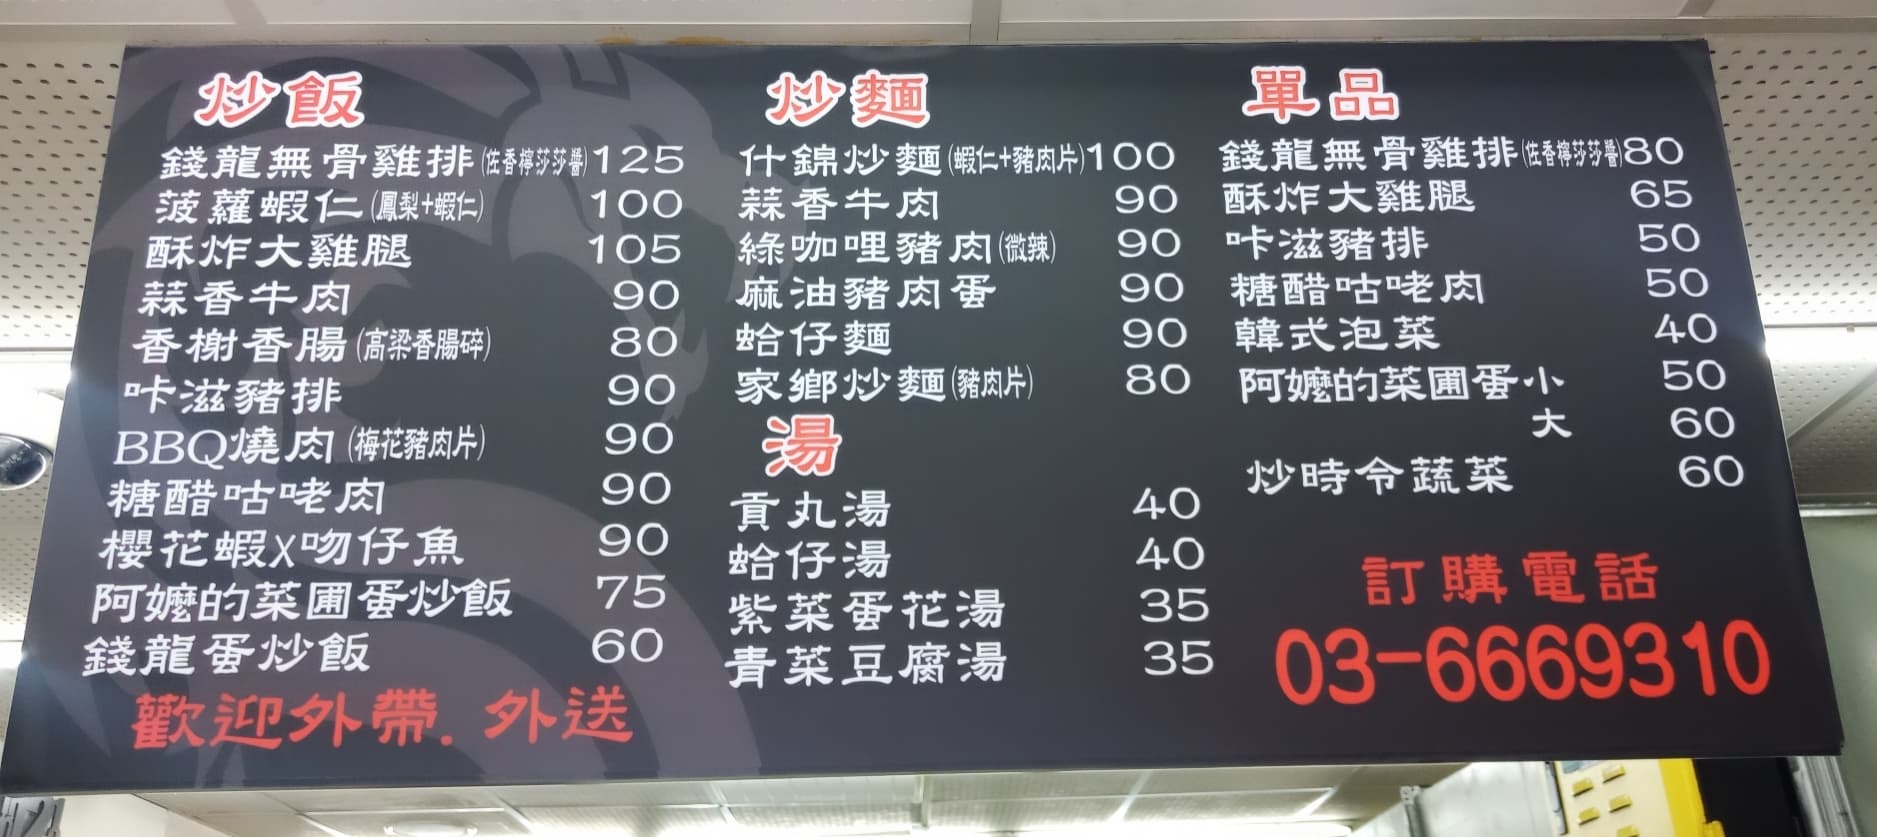 炒飯
錢龍無骨雞排(佐香檸莎莎醬) 125
菠蘿蝦仁(鳳梨+蝦仁) 100
酥炸大雞腿 105
蒜香牛肉 90
香榭香腸(高粱香腸碎) 80
咔滋豬排 90
BBQ燒肉(梅花豬肉片) 90
糖醋咕咾肉 90
櫻花蝦X吻仔魚 90
阿嬤的菜圃蛋炒飯 75
錢龍蛋炒飯 60
歡迎外帶.外送
炒麵
什錦炒麵(蝦仁+豬肉片) 100
蒜香牛肉 90
綠咖哩豬肉(微辣) 90
麻油豬肉蛋 90
蛤仔麵 90
家鄉炒麵(豬肉片) 80
湯
貢丸湯 40
蛤仔湯 40
紫菜蛋花湯 35
青菜豆腐湯 35
單品
錢龍無骨雞排(佐香檸莎莎醬) 80
酥炸大雞腿 65
咔滋豬排 50
糖醋咕咾肉 50
韓式泡菜 40
阿嬤的菜圃蛋小 50
大 60
炒時令蔬菜 60
訂購電話
03-6669310